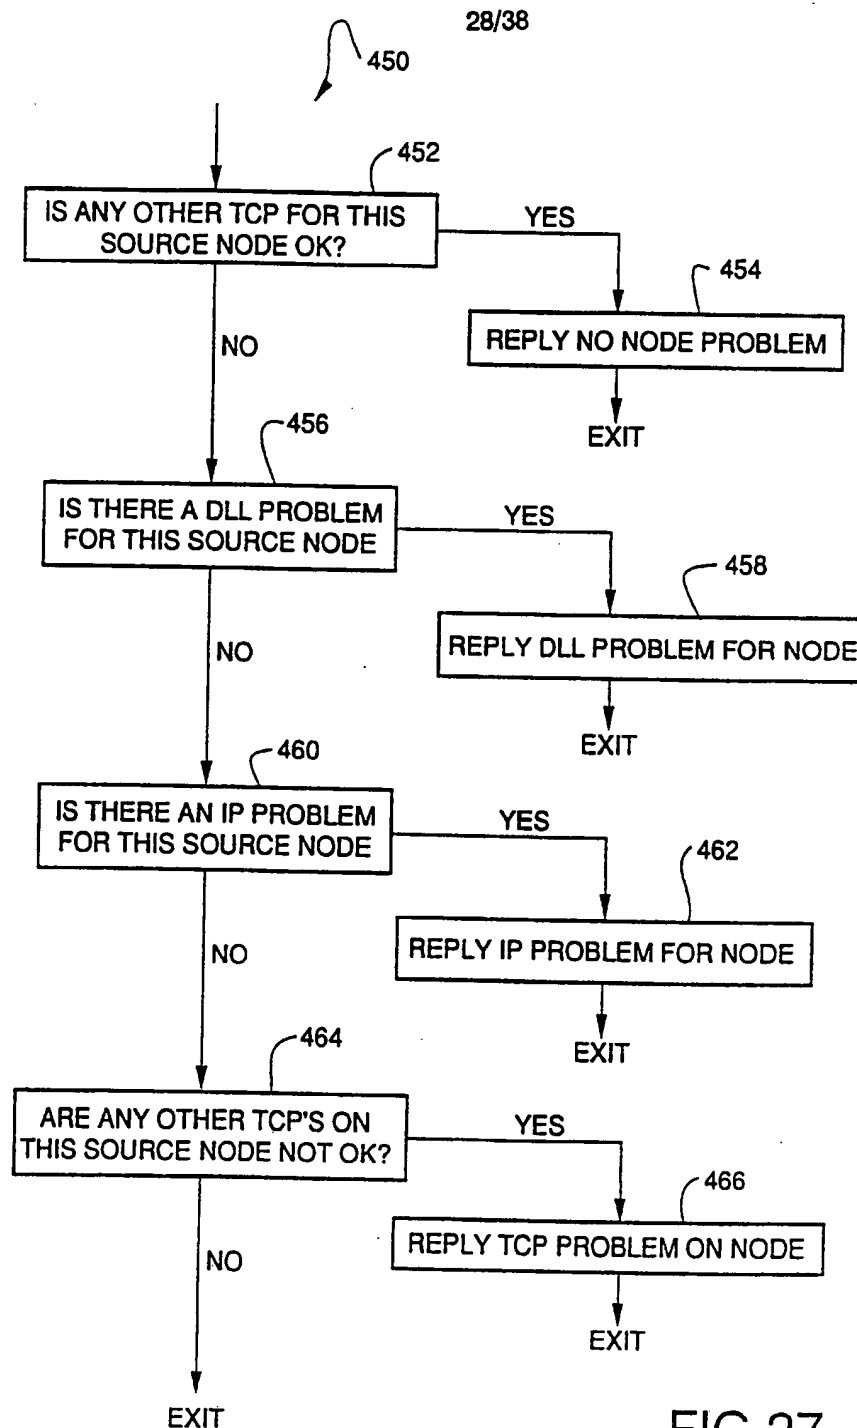 28/38
450
452
IS ANY OTHER TCP FOR THIS
SOURCE NODE OK?
YES
454
REPLY NO NODE PROBLEM
EXIT
NO
456
IS THERE A DLL PROBLEM
FOR THIS SOURCE NODE
YES
458
REPLY DLL PROBLEM FOR NODE
EXIT
NO
460
IS THERE AN IP PROBLEM
FOR THIS SOURCE NODE
YES
462
REPLY IP PROBLEM FOR NODE
EXIT
NO
464
ARE ANY OTHER TCP'S ON
THIS SOURCE NODE NOT OK?
YES
466
REPLY TCP PROBLEM ON NODE
EXIT
NO
EXIT
FIG.27